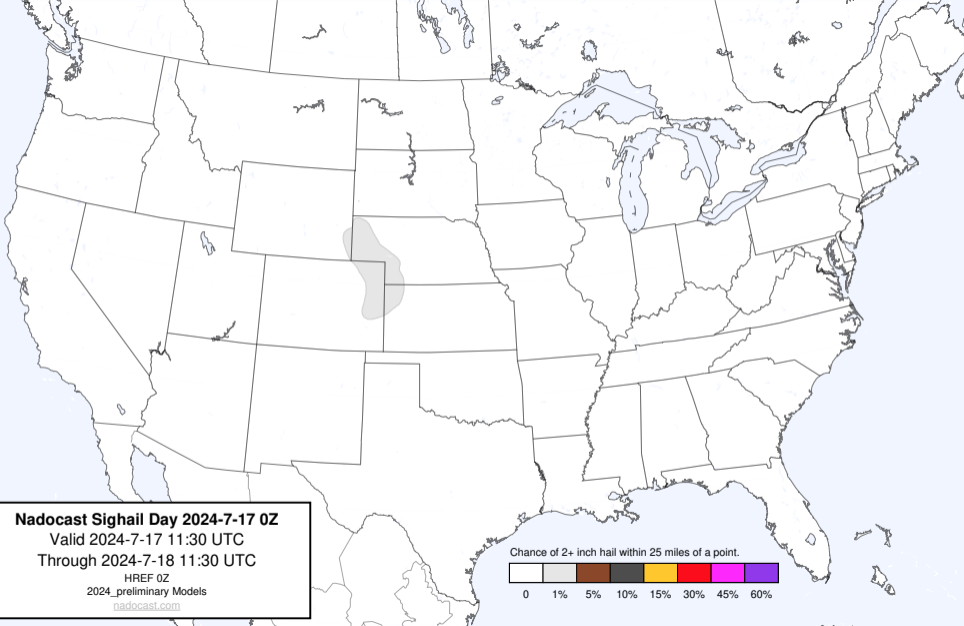 Nadocast Sighail Day 2024-7-17 0Z
Valid 2024-7-17 11:30 UTC
Through 2024-7-18 11:30 UTC
HREF 0Z
2024_preliminary Models
nadocast.com
Chance of 2+ inch hail within 25 miles of a point.
0 1% 5% 10% 15% 30% 45% 60%